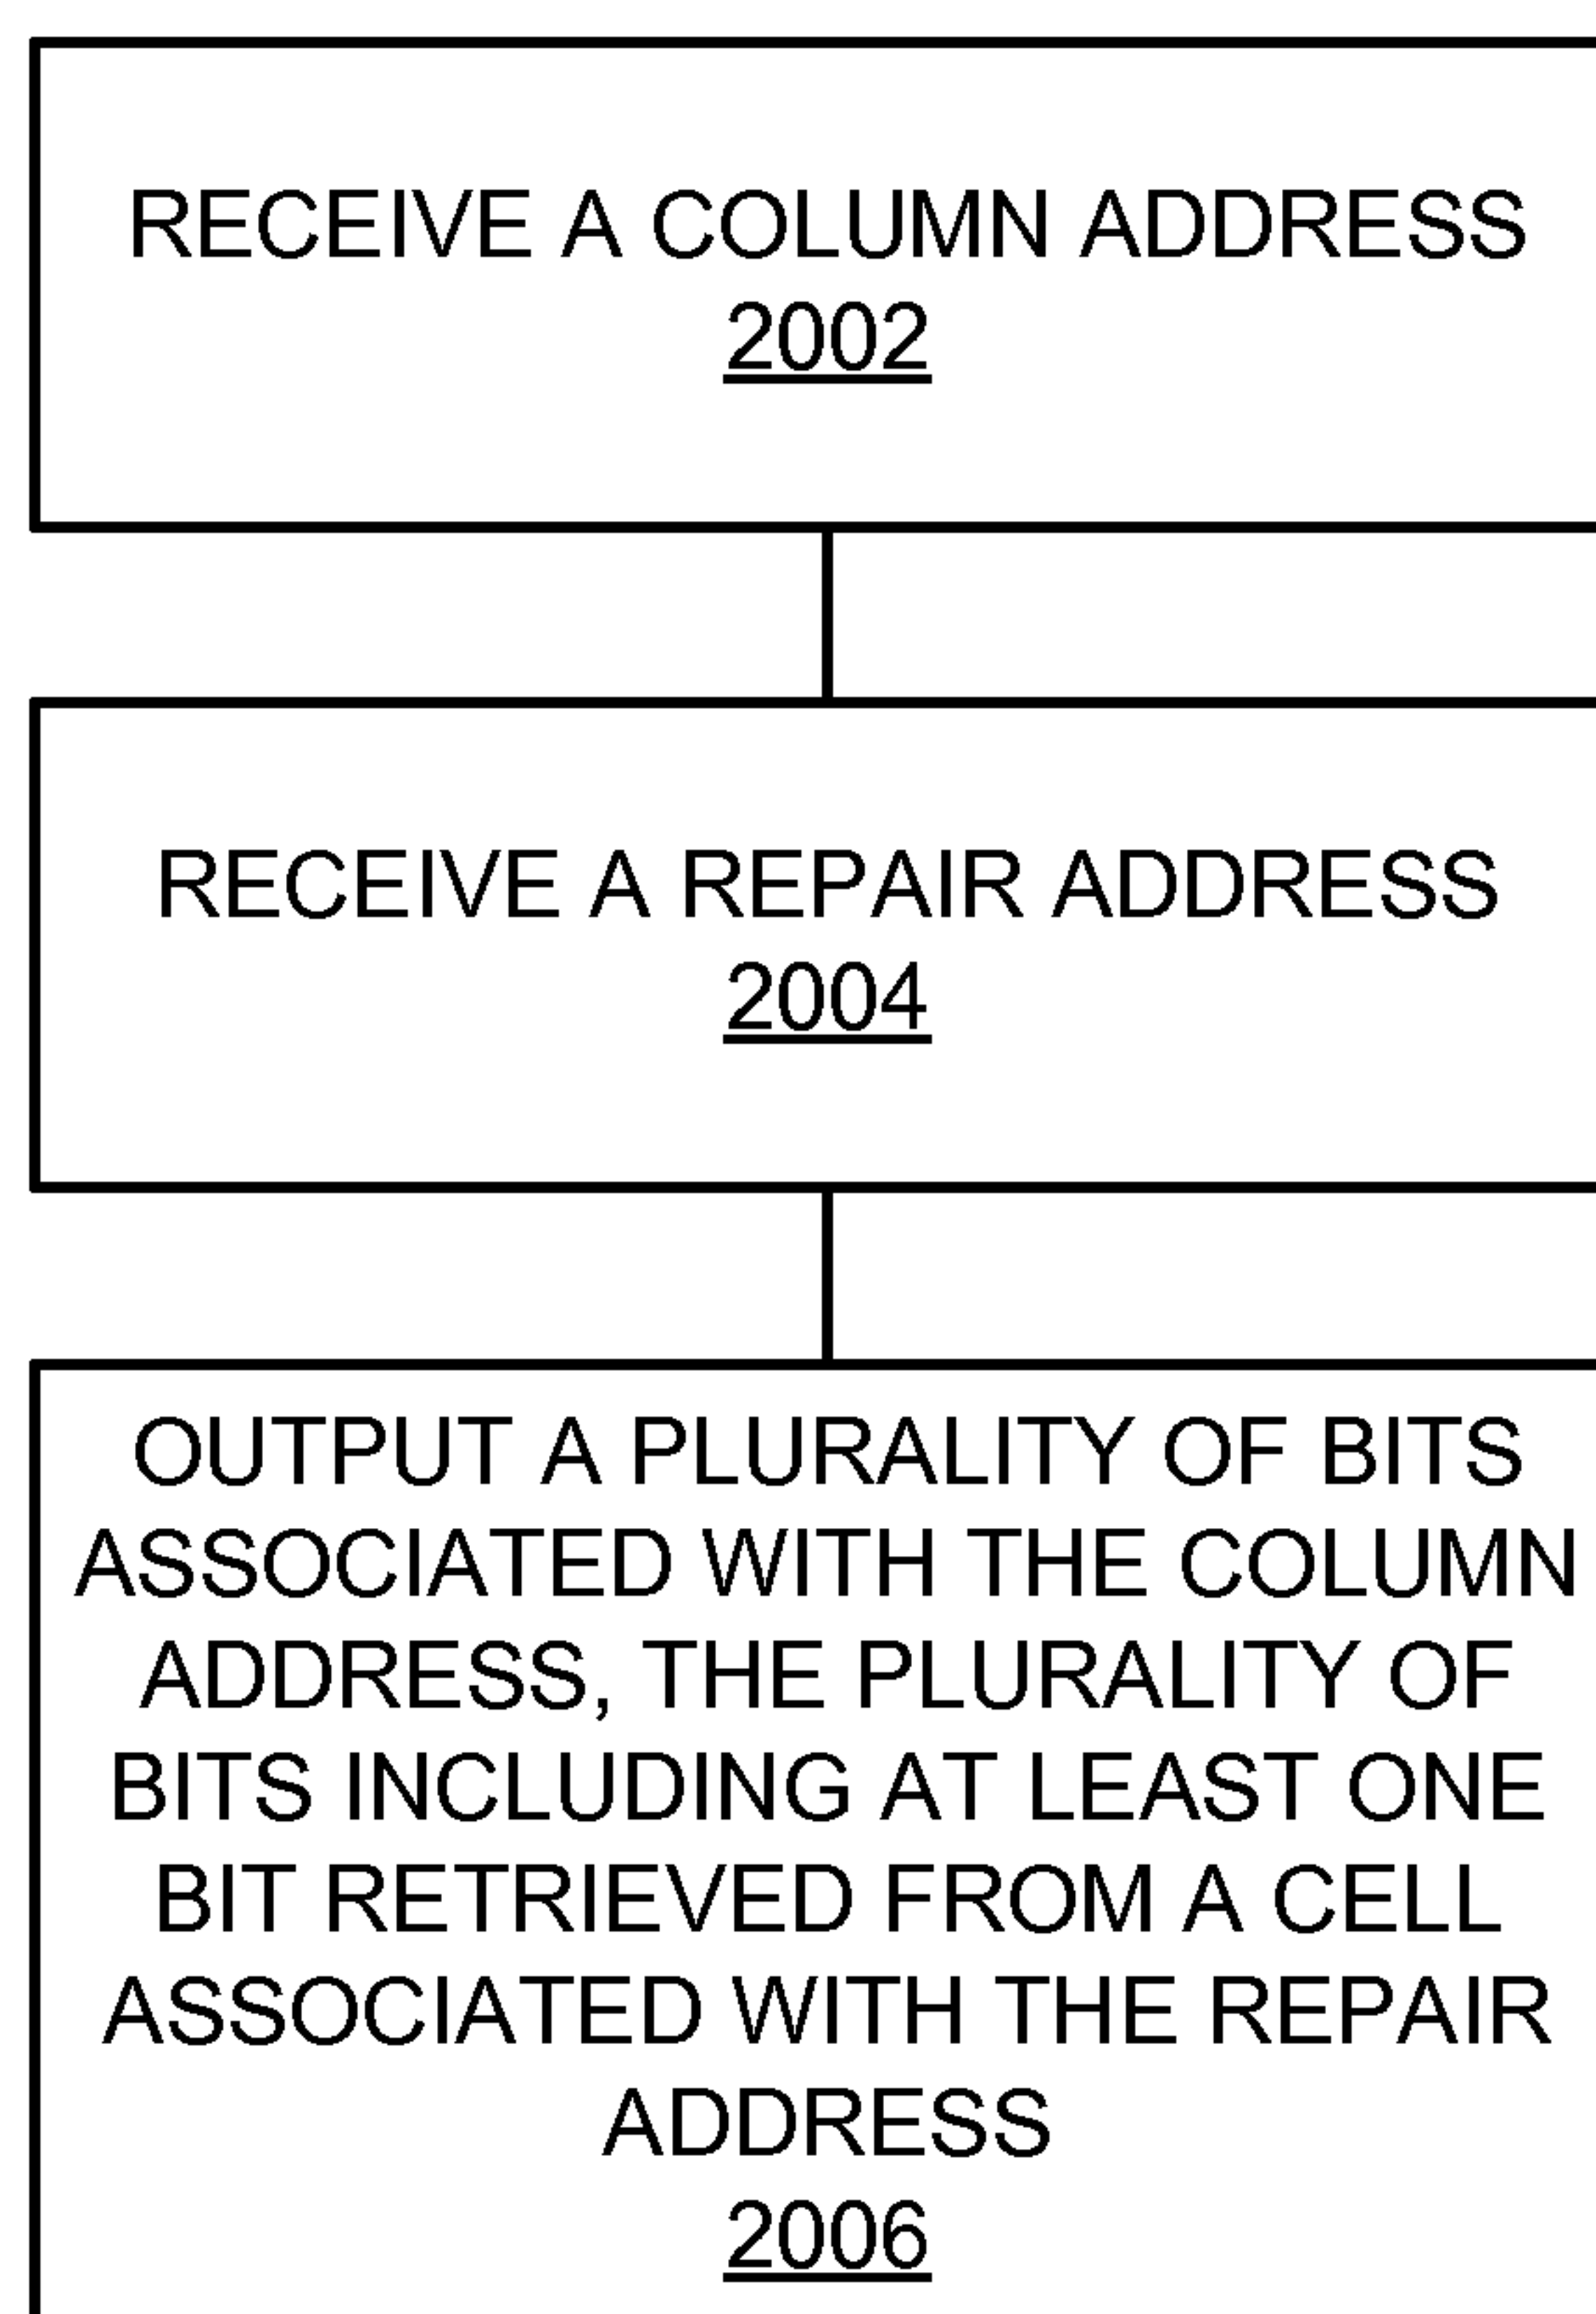 RECEIVE A COLUMN ADDRESS
2002
RECEIVE A REPAIR ADDRESS
2004
OUTPUT A PLURALITY OF BITS
ASSOCIATED WITH THE COLUMN
ADDRESS, THE PLURALITY OF
BITS INCLUDING AT LEAST ONE
BIT RETRIEVED FROM A CELL
ASSOCIATED WITH THE REPAIR
ADDRESS
2006